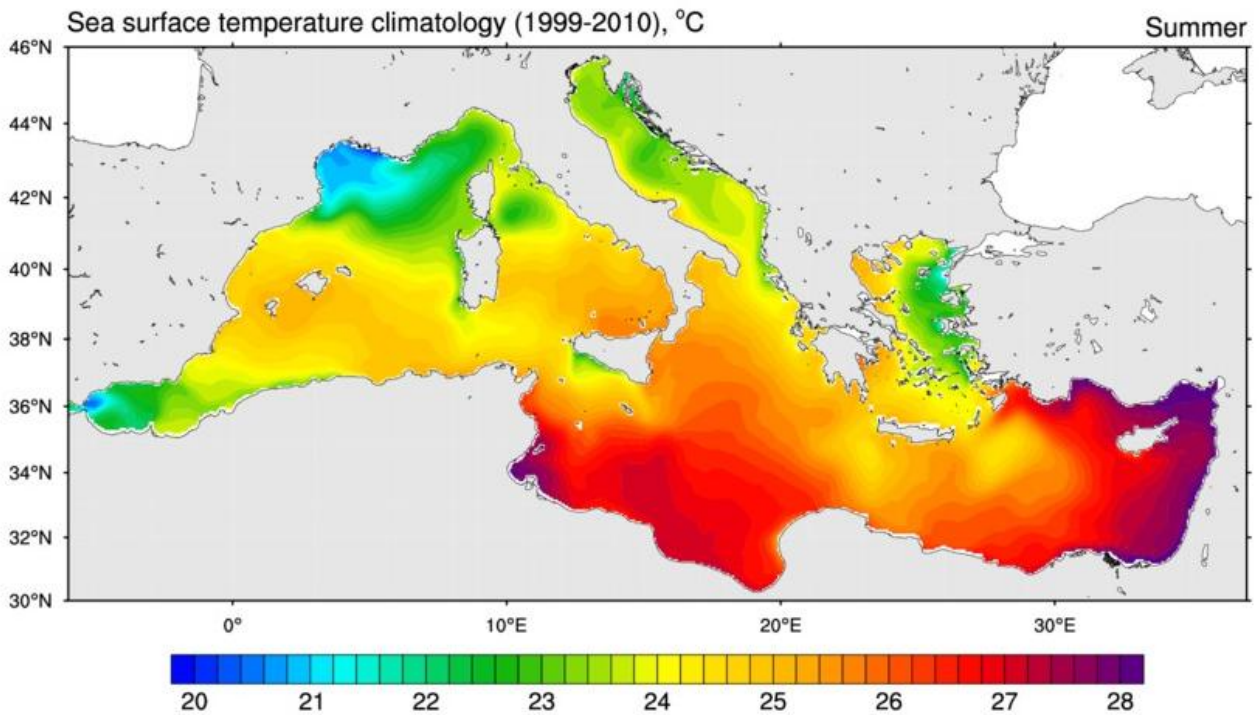 Sea surface temperature climatology (1999-2010), °C
Summer
46°N
44°N
42°N
40°N
38°N
36°N
34°N
32°N
30°N
0°
10°E
20°E
30°E
20 21 22 23 24 25 26 27 28